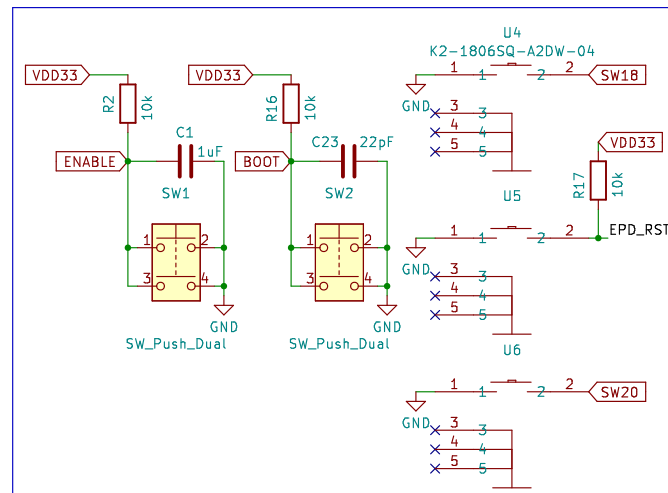 U4
K2-1806SQ-A2DW-04
VDD33
VDD33
1 1 2 2 SW18
R2 10k
R16 10k
GND
3 3
4 4
5 5
C1
1uF
C23 22pF
VDD33
ENABLE
BOOT
R17 10k
SW1
SW2
U5
1 2
1 2
1 1 2 2 EPD_RST
GND
3 4
3 4
3 3
4 4
5 5
GND
GND
SW_Push_Dual
SW_Push_Dual
U6
1 1 2 2 SW20
GND
3 3
4 4
5 5